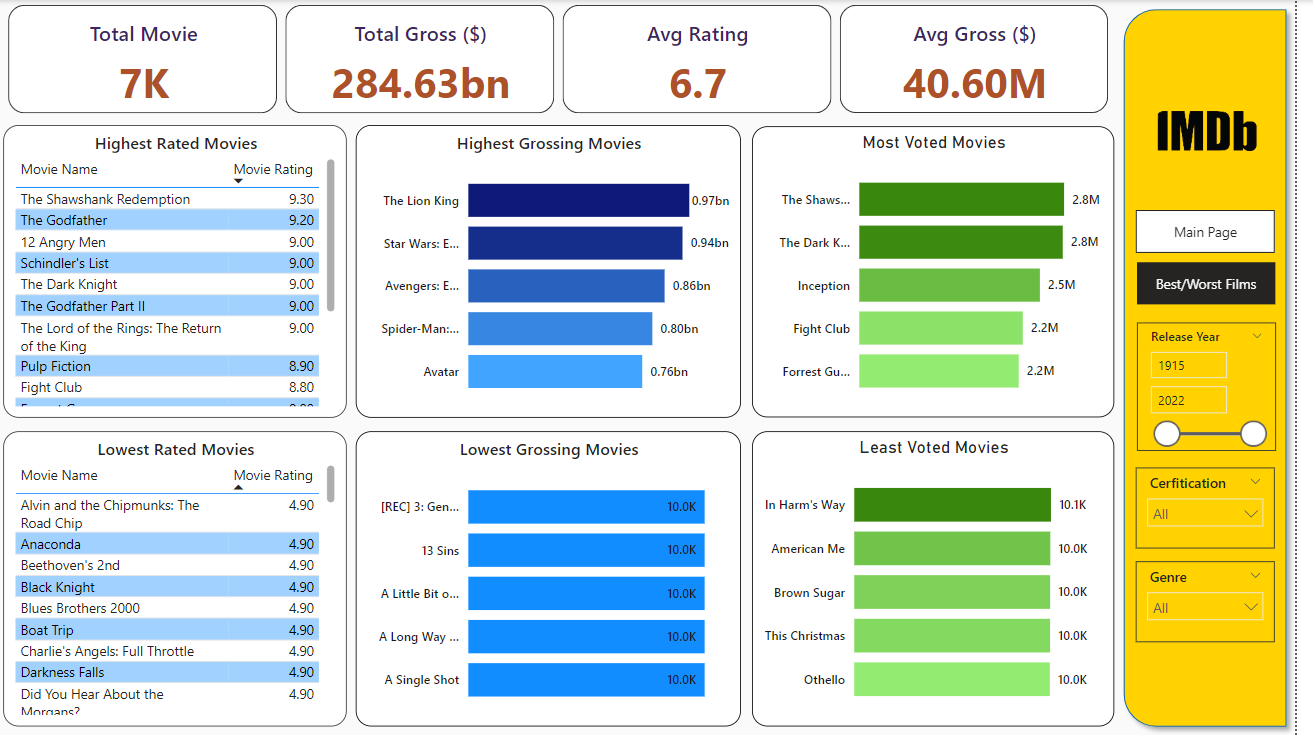 Total Movie
7K
Total Gross ($)
284.63bn
Avg Rating
6.7
Avg Gross ($)
40.60M
Highest Rated Movies
Movie Name Movie Rating
The Shawshank Redemption 9.30
The Godfather 9.20
12 Angry Men 9.00
Schindler's List 9.00
The Dark Knight 9.00
The Godfather Part II 9.00
The Lord of the Rings: The Return 9.00
of the King
Pulp Fiction 8.90
Fight Club 8.80
Highest Grossing Movies
The Lion King 0.97bn
Star Wars: E... 0.94bn
Avengers: E... 0.86bn
Spider-Man:... 0.80bn
Avatar 0.76bn
Most Voted Movies
The Shaws... 2.8M
The Dark K... 2.8M
Inception 2.5M
Fight Club 2.2M
Forrest Gu... 2.2M
Lowest Rated Movies
Movie Name Movie Rating
Alvin and the Chipmunks: The 4.90
Road Chip
Anaconda 4.90
Beethoven's 2nd 4.90
Black Knight 4.90
Blues Brothers 2000 4.90
Boat Trip 4.90
Charlie's Angels: Full Throttle 4.90
Darkness Falls 4.90
Did You Hear About the 4.90
Morgans?
Lowest Grossing Movies
[REC] 3: Gen... 10.0K
13 Sins 10.0K
A Little Bit o... 10.0K
A Long Way ... 10.0K
A Single Shot 10.0K
Least Voted Movies
In Harm's Way 10.1K
American Me 10.0K
Brown Sugar 10.0K
This Christmas 10.0K
Othello 10.0K
IMDb
Main Page
Best/Worst Films
Release Year
1915
2022
Cerfitication
All
Genre
All